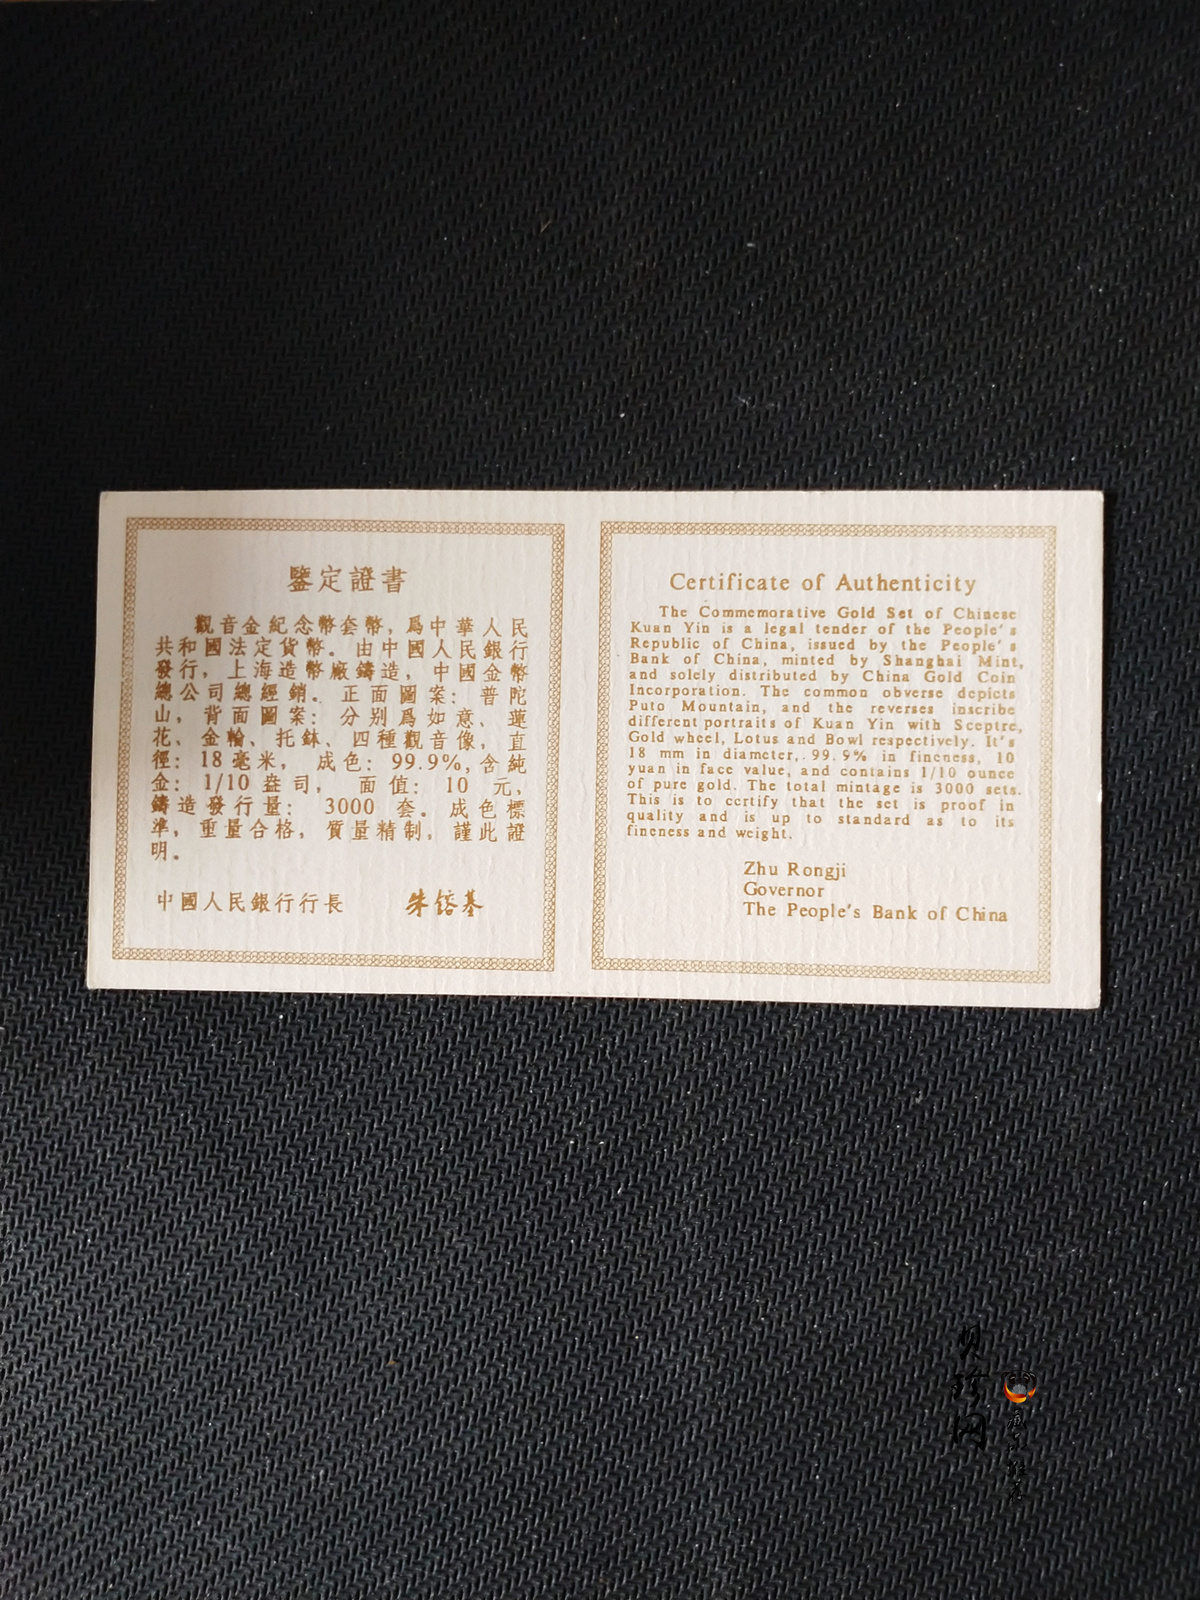 鑒定證書
觀音金紀念幣套幣，爲中華人民
共和國法定貨幣。由中國人民銀行
發行，上海造幣廠鑄造，中國金幣
總公司總經銷。正面圖案：普陀
山，背面圖案：分别爲如意、蓮
花、金輪、托鉢、四種觀音像，直
徑：18毫米，成色：99.9%,含純
金：1/10盎司，面值：10元，
鑄造發行量：3000套。成色標
準，重量合格，質量精制，謹此證
明。
中國人民銀行行長 朱鎔基
Certificate of Authenticity
The Commemorative Gold Set of Chinese
Kuan Yin is a legal tender of the People's
Republic of China, issued by the People's
Bank of China, minted by Shanghai Mint,
and solely distributed by China Gold Coin
Incorporation. The common obverse depicts
Puto Mountain, and the reverses inscribe
different portraits of Kuan Yin with Sceptre,
Gold wheel, Lotus and Bowl respectively. It's
18 mm in diameter, 99.9% in fineness, 10
yuan in face value, and contains 1/10 ounce
of pure gold. The total mintage is 3000 sets.
This is to certify that the set is proof in
quality and is up to standard as to its
fineness and weight.
Zhu Rongji
Governor
The People's Bank of China
贝珍网
藏品推荐